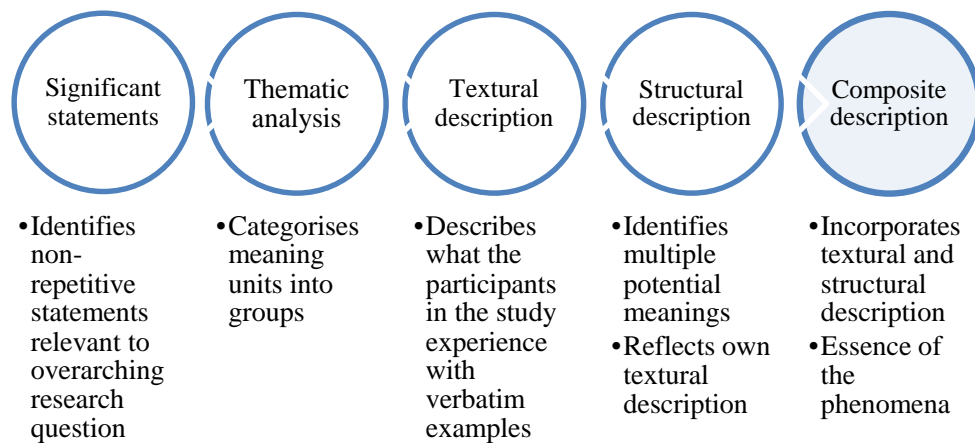 Significant
statements
Thematic
analysis
Textural
description
Structural
description
Composite
description
•Identifies
non-
repetitive
statements
relevant to
overarching
research
question
•Categorises
meaning
units into
groups
•Describes
what the
participants
in the study
experience
with
verbatim
examples
•Identifies
multiple
potential
meanings
•Reflects own
textural
description
•Incorporates
textural and
structural
description
•Essence of
the
phenomena